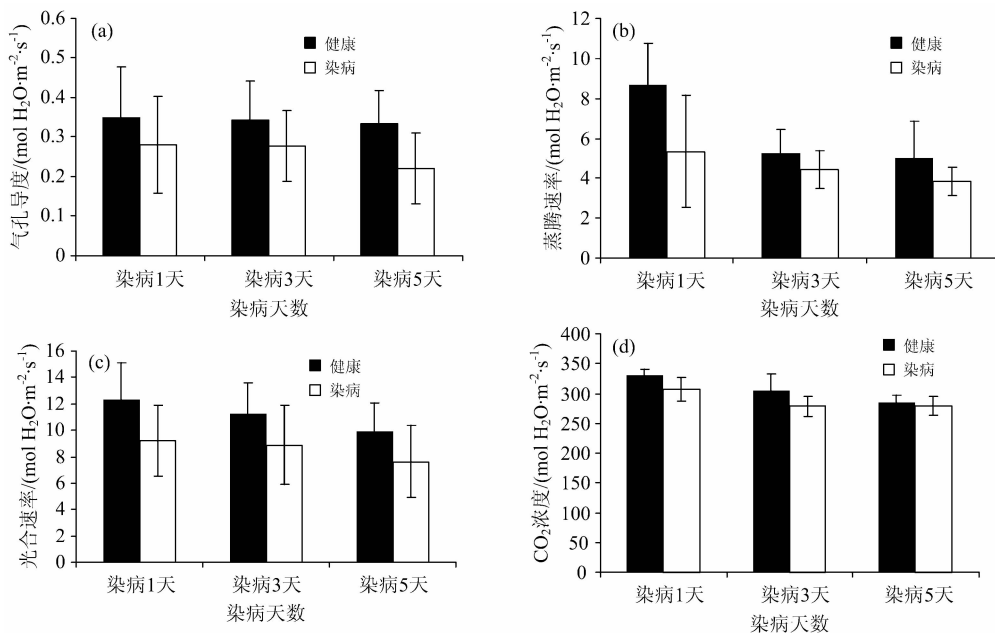 (a)
健康
染病
气孔导度/(mol H₂O·m⁻²·s⁻¹)
0.6
0.5
0.4
0.3
0.2
0.1
0
染病1天
染病3天
染病5天
染病天数
(b)
健康
染病
蒸腾速率/(mol H₂O·m⁻²·s⁻¹)
12
10
8
6
4
2
0
染病1天
染病3天
染病5天
染病天数
(c)
健康
染病
光合速率/(mol H₂O·m⁻²·s⁻¹)
16
14
12
10
8
6
4
2
0
染病1天
染病3天
染病5天
染病天数
(d)
健康
染病
CO₂浓度/(mol H₂O·m⁻²·s⁻¹)
400
350
300
250
200
150
100
50
0
染病1天
染病3天
染病5天
染病天数